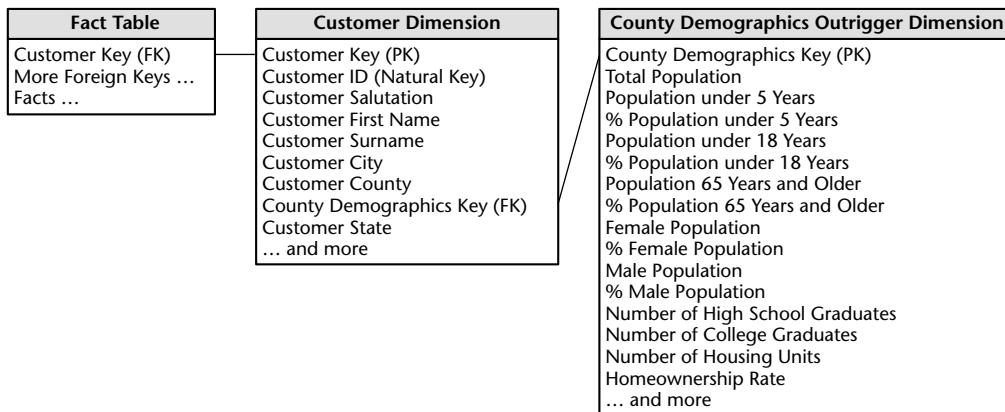 Fact Table
Customer Key (FK)
More Foreign Keys …
Facts …
Customer Dimension
Customer Key (PK)
Customer ID (Natural Key)
Customer Salutation
Customer First Name
Customer Surname
Customer City
Customer County
County Demographics Key (FK)
Customer State
… and more
County Demographics Outrigger Dimension
County Demographics Key (PK)
Total Population
Population under 5 Years
% Population under 5 Years
Population under 18 Years
% Population under 18 Years
Population 65 Years and Older
% Population 65 Years and Older
Female Population
% Female Population
Male Population
% Male Population
Number of High School Graduates
Number of College Graduates
Number of Housing Units
Homeownership Rate
… and more